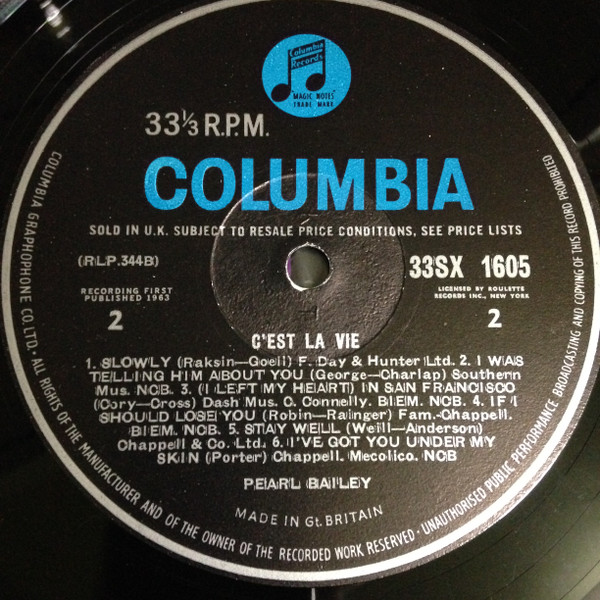 Columbia
Records
"MAGIC NOTES"
TRADE MARK
33⅓ R.P.M.
COLUMBIA
SOLD IN U.K. SUBJECT TO RESALE PRICE CONDITIONS, SEE PRICE LISTS
(RLP.344B)
33SX 1605
RECORDING FIRST
PUBLISHED 1963
LICENSED BY ROULETTE
RECORDS INC., NEW YORK
2
2
C'EST LA VIE
1. SLOWLY (Raksin—Goell) F. Day & Hunter Ltd. 2. I WAS
TELLING HIM ABOUT YOU (George—Charlap) Southern
Mus. NCB. 3. (I LEFT MY HEART) IN SAN FRANCISCO
(Cory—Cross) Dash Mus. O. Connelly. BIEM. NCB. 4. IF I
SHOULD LOSE YOU (Robin—Rainger) Fam.-Chappell.
BIEM. NCB. 5. STAY WELL (Weill—Anderson)
Chappell & Co. Ltd. 6. I'VE GOT YOU UNDER MY
SKIN (Porter) Chappell. Mecolico. NCB
PEARL BAILEY
MADE IN Gt. BRITAIN
COLUMBIA GRAPHOPHONE CO. LTD. · ALL RIGHTS OF THE MANUFACTURER AND OF THE OWNER OF THE RECORDED WORK RESERVED · UNAUTHORISED PUBLIC PERFORMANCE BROADCASTING AND COPYING OF THIS RECORD PROHIBITED